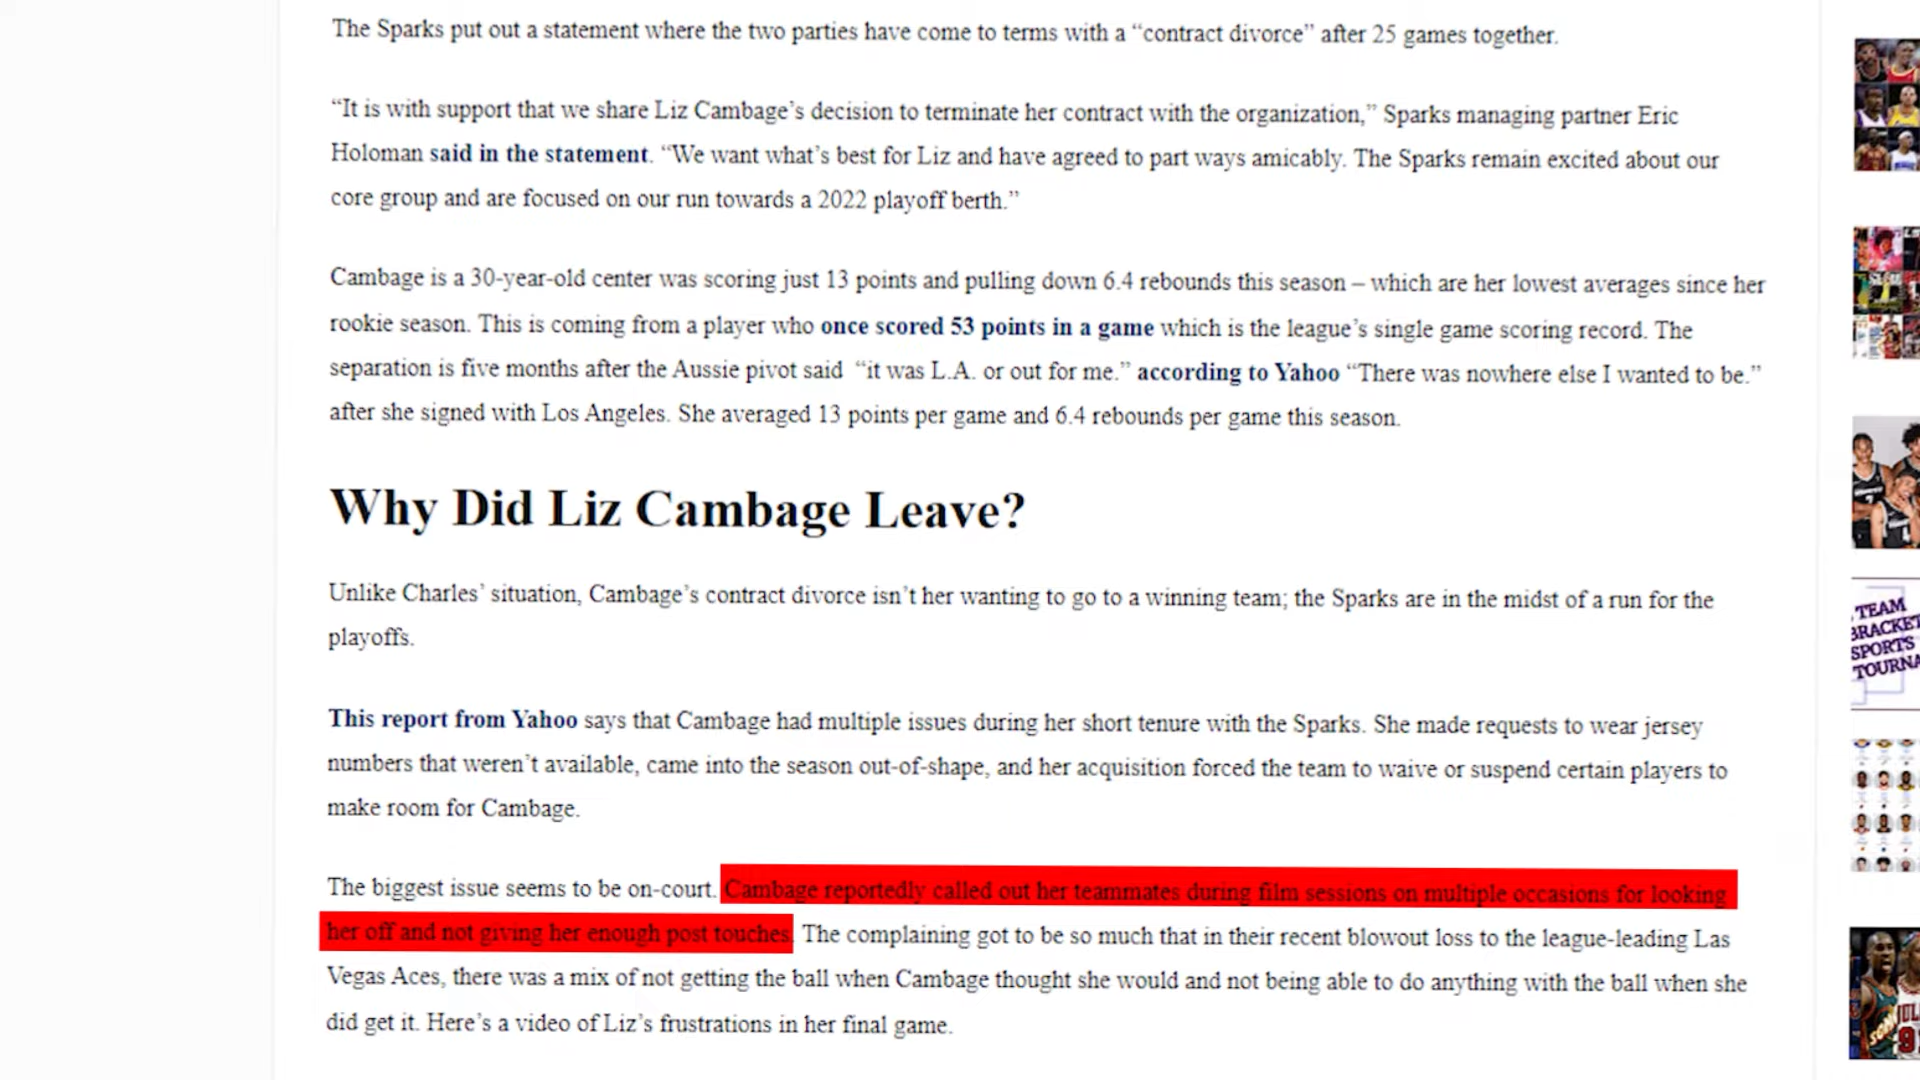 The Sparks put out a statement where the two parties have come to terms with a “contract divorce” after 25 games together.
“It is with support that we share Liz Cambage’s decision to terminate her contract with the organization,” Sparks managing partner Eric
Holoman said in the statement. “We want what’s best for Liz and have agreed to part ways amicably. The Sparks remain excited about our
core group and are focused on our run towards a 2022 playoff berth.”
Cambage is a 30-year-old center was scoring just 13 points and pulling down 6.4 rebounds this season – which are her lowest averages since her
rookie season. This is coming from a player who once scored 53 points in a game which is the league’s single game scoring record. The
separation is five months after the Aussie pivot said “it was L.A. or out for me.” according to Yahoo “There was nowhere else I wanted to be.”
after she signed with Los Angeles. She averaged 13 points per game and 6.4 rebounds per game this season.
Why Did Liz Cambage Leave?
Unlike Charles’ situation, Cambage’s contract divorce isn’t her wanting to go to a winning team; the Sparks are in the midst of a run for the
playoffs.
This report from Yahoo says that Cambage had multiple issues during her short tenure with the Sparks. She made requests to wear jersey
numbers that weren’t available, came into the season out-of-shape, and her acquisition forced the team to waive or suspend certain players to
make room for Cambage.
The biggest issue seems to be on-court. Cambage reportedly called out her teammates during film sessions on multiple occasions for looking
her off and not giving her enough post touches. The complaining got to be so much that in their recent blowout loss to the league-leading Las
Vegas Aces, there was a mix of not getting the ball when Cambage thought she would and not being able to do anything with the ball when she
did get it. Here’s a video of Liz’s frustrations in her final game.
TEAM
BRACKET
SPORTS
TOURNA